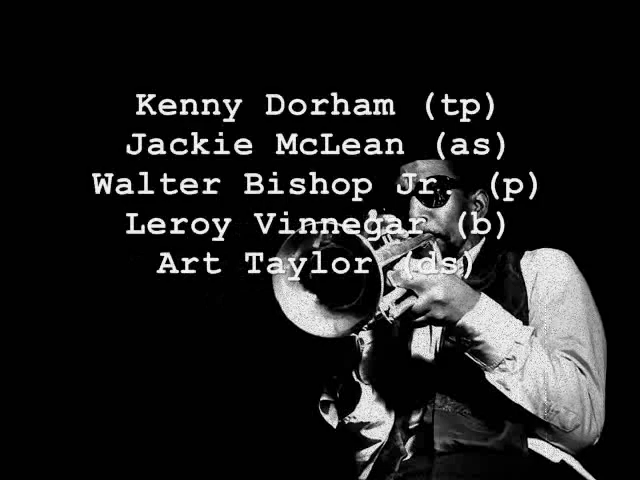 Kenny Dorham (tp)
Jackie McLean (as)
Walter Bishop Jr. (p)
Leroy Vinnegar (b)
Art Taylor (ds)